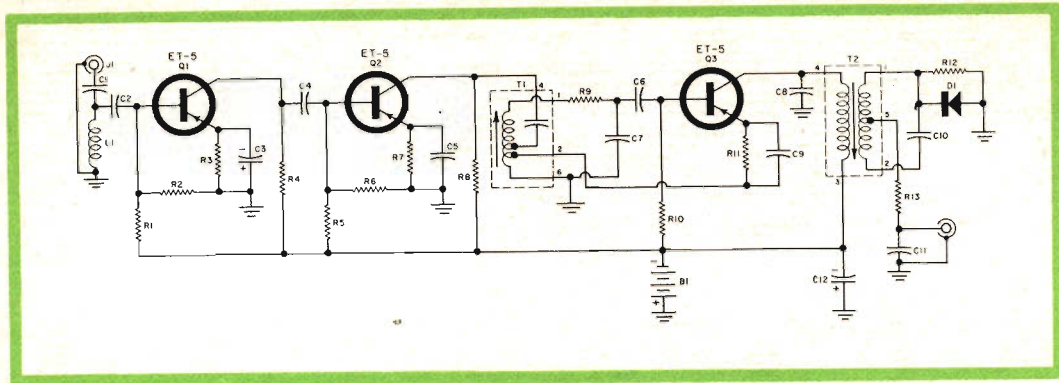 ET-5
Q1
ET-5
Q2
ET-5
Q3
J1
C1
C2
L1
R3
C3
R2
R1
R4
C4
R7
C5
R6
R5
R8
T1
4
1
2
6
R9
C7
C6
R11
C9
R10
B1
C8
4
T2
3
5
2
R12
D1
C10
R13
C11
C12